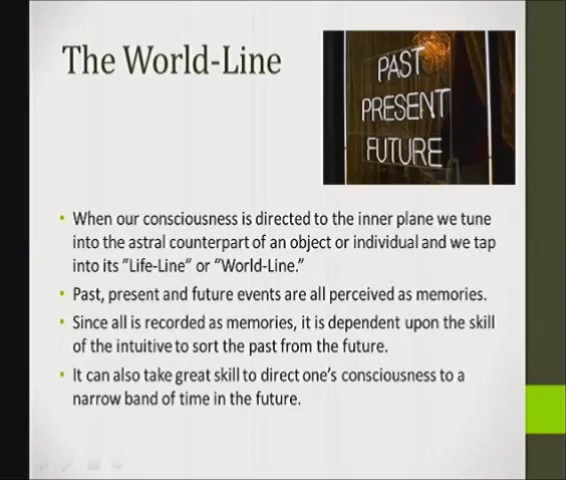 The World-Line
PAST
PRESENT
FUTURE
• When our consciousness is directed to the inner plane we tune
into the astral counterpart of an object or individual and we tap
into its “Life-Line” or “World-Line.”
• Past, present and future events are all perceived as memories.
• Since all is recorded as memories, it is dependent upon the skill
of the intuitive to sort the past from the future.
• It can also take great skill to direct one’s consciousness to a
narrow band of time in the future.